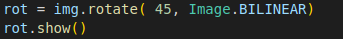 rot = img.rotate( 45, Image.BILINEAR)
rot.show()